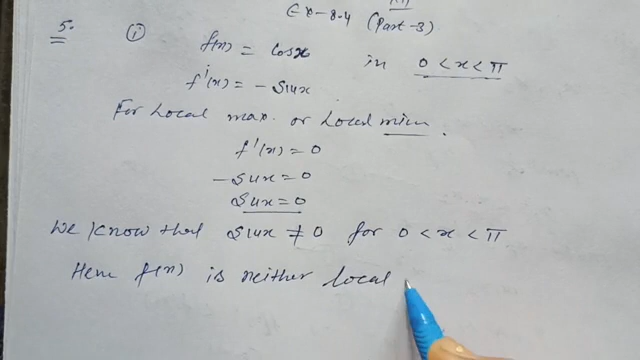 Ex-8.4 (Part-3)
5. (i) f(x) = cosx in 0 < x < π
f'(x) = - sinx
For Local max. or Local mini.
f'(x) = 0
-sinx = 0
sinx = 0
We know that sinx ≠ 0 for 0 < x < π
Hence f(x) is neither local